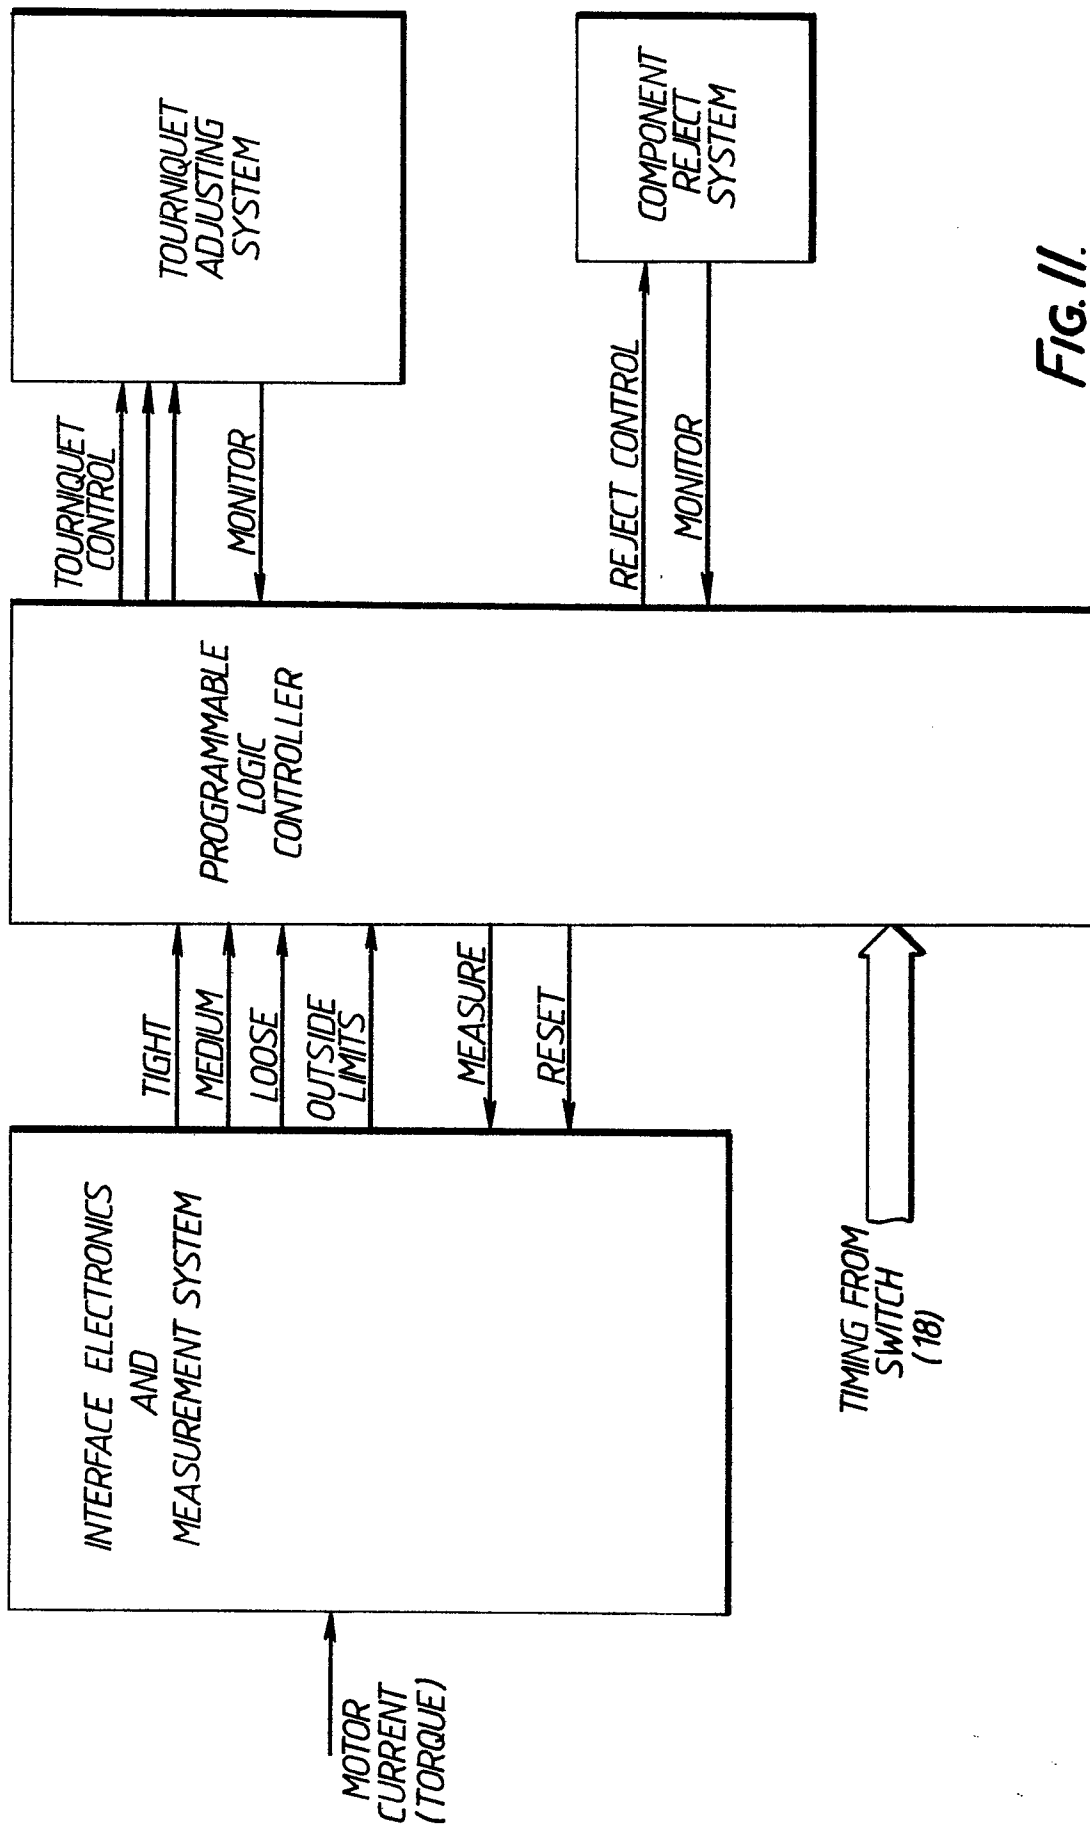 MOTOR
CURRENT
(TORQUE)
INTERFACE ELECTRONICS
AND
MEASUREMENT SYSTEM
TIGHT
MEDIUM
LOOSE
OUTSIDE
LIMITS
MEASURE
RESET
TIMING FROM
SWITCH
(18)
PROGRAMMABLE
LOGIC
CONTROLLER
TOURNIQUET
CONTROL
MONITOR
REJECT CONTROL
MONITOR
TOURNIQUET
ADJUSTING
SYSTEM
COMPONENT
REJECT
SYSTEM
FIG. 11.